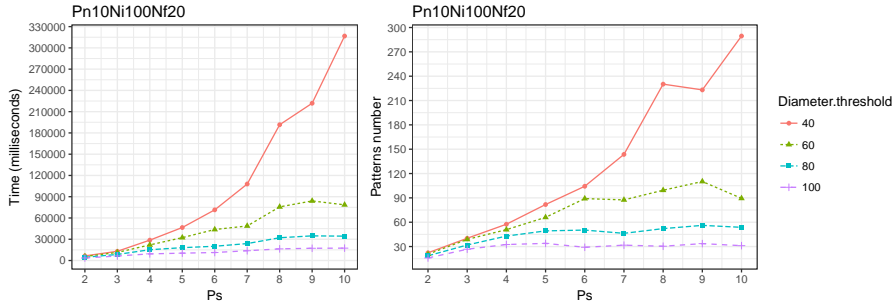 Pn10Ni100Nf20
330000
300000
270000
240000
210000
180000
150000
120000
90000
60000
30000
0
Time (milliseconds)
2 3 4 5 6 7 8 9 10
Ps
Pn10Ni100Nf20
300
270
240
210
180
150
120
90
60
30
Patterns number
2 3 4 5 6 7 8 9 10
Ps
Diameter.threshold
40
60
80
100